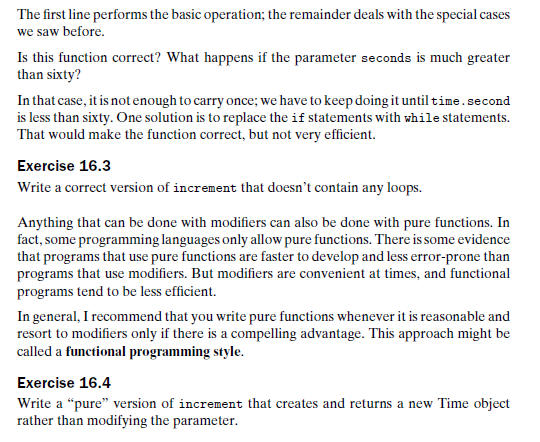 The first line performs the basic operation; the remainder deals with the special cases
we saw before.
Is this function correct? What happens if the parameter seconds is much greater
than sixty?
In that case, it is not enough to carry once; we have to keep doing it until time.second
is less than sixty. One solution is to replace the if statements with while statements.
That would make the function correct, but not very efficient.
Exercise 16.3
Write a correct version of increment that doesn't contain any loops.
Anything that can be done with modifiers can also be done with pure functions. In
fact, some programming languages only allow pure functions. There is some evidence
that programs that use pure functions are faster to develop and less error-prone than
programs that use modifiers. But modifiers are convenient at times, and functional
programs tend to be less efficient.
In general, I recommend that you write pure functions whenever it is reasonable and
resort to modifiers only if there is a compelling advantage. This approach might be
called a functional programming style.
Exercise 16.4
Write a “pure” version of increment that creates and returns a new Time object
rather than modifying the parameter.